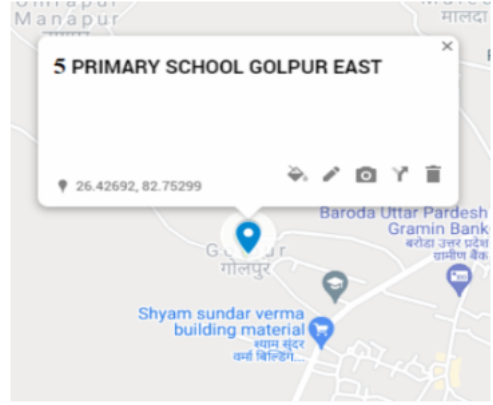 Manapur
मालदा
5 PRIMARY SCHOOL GOLPUR EAST
26.42692, 82.75299
Baroda Uttar Pardesh
Gramin Bank
बरोडा उत्तर प्रदेश
ग्रामीण बैंक
गोलपुर
Shyam sundar verma
building material
श्याम सुंदर
वर्मा बिल्डिंग...